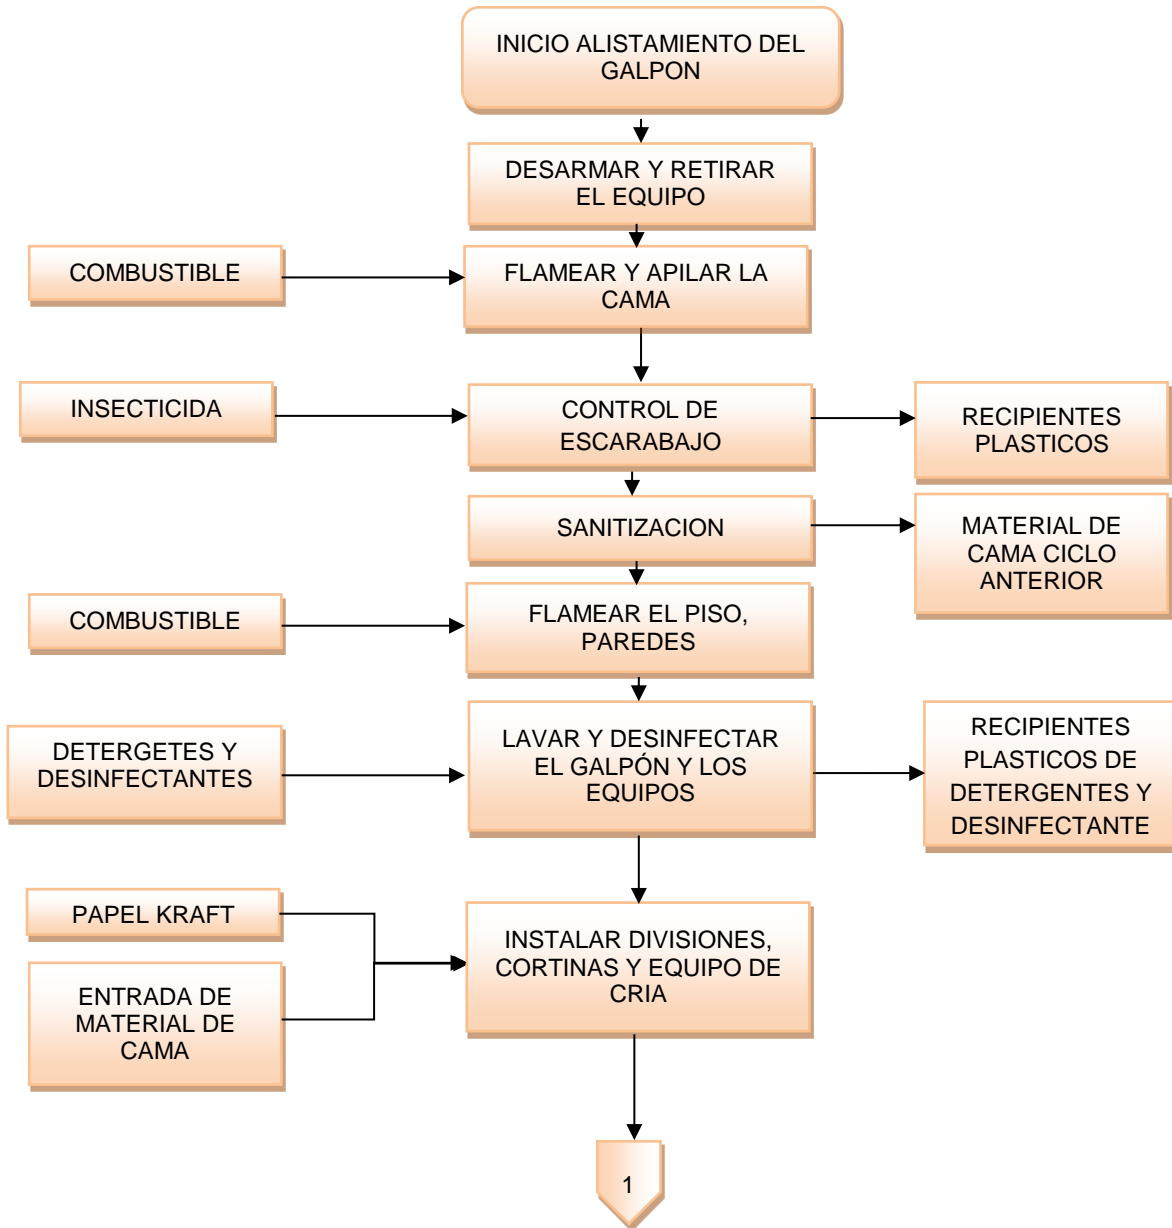 INICIO ALISTAMIENTO DEL
GALPON
DESARMAR Y RETIRAR
EL EQUIPO
COMBUSTIBLE
FLAMEAR Y APILAR LA
CAMA
INSECTICIDA
CONTROL DE
ESCARABAJO
RECIPIENTES
PLASTICOS
SANITIZACION
MATERIAL DE
CAMA CICLO
ANTERIOR
COMBUSTIBLE
FLAMEAR EL PISO,
PAREDES
DETERGETES Y
DESINFECTANTES
LAVAR Y DESINFECTAR
EL GALPÓN Y LOS
EQUIPOS
RECIPIENTES
PLASTICOS DE
DETERGENTES Y
DESINFECTANTE
PAPEL KRAFT
ENTRADA DE
MATERIAL DE
CAMA
INSTALAR DIVISIONES,
CORTINAS Y EQUIPO DE
CRIA
1